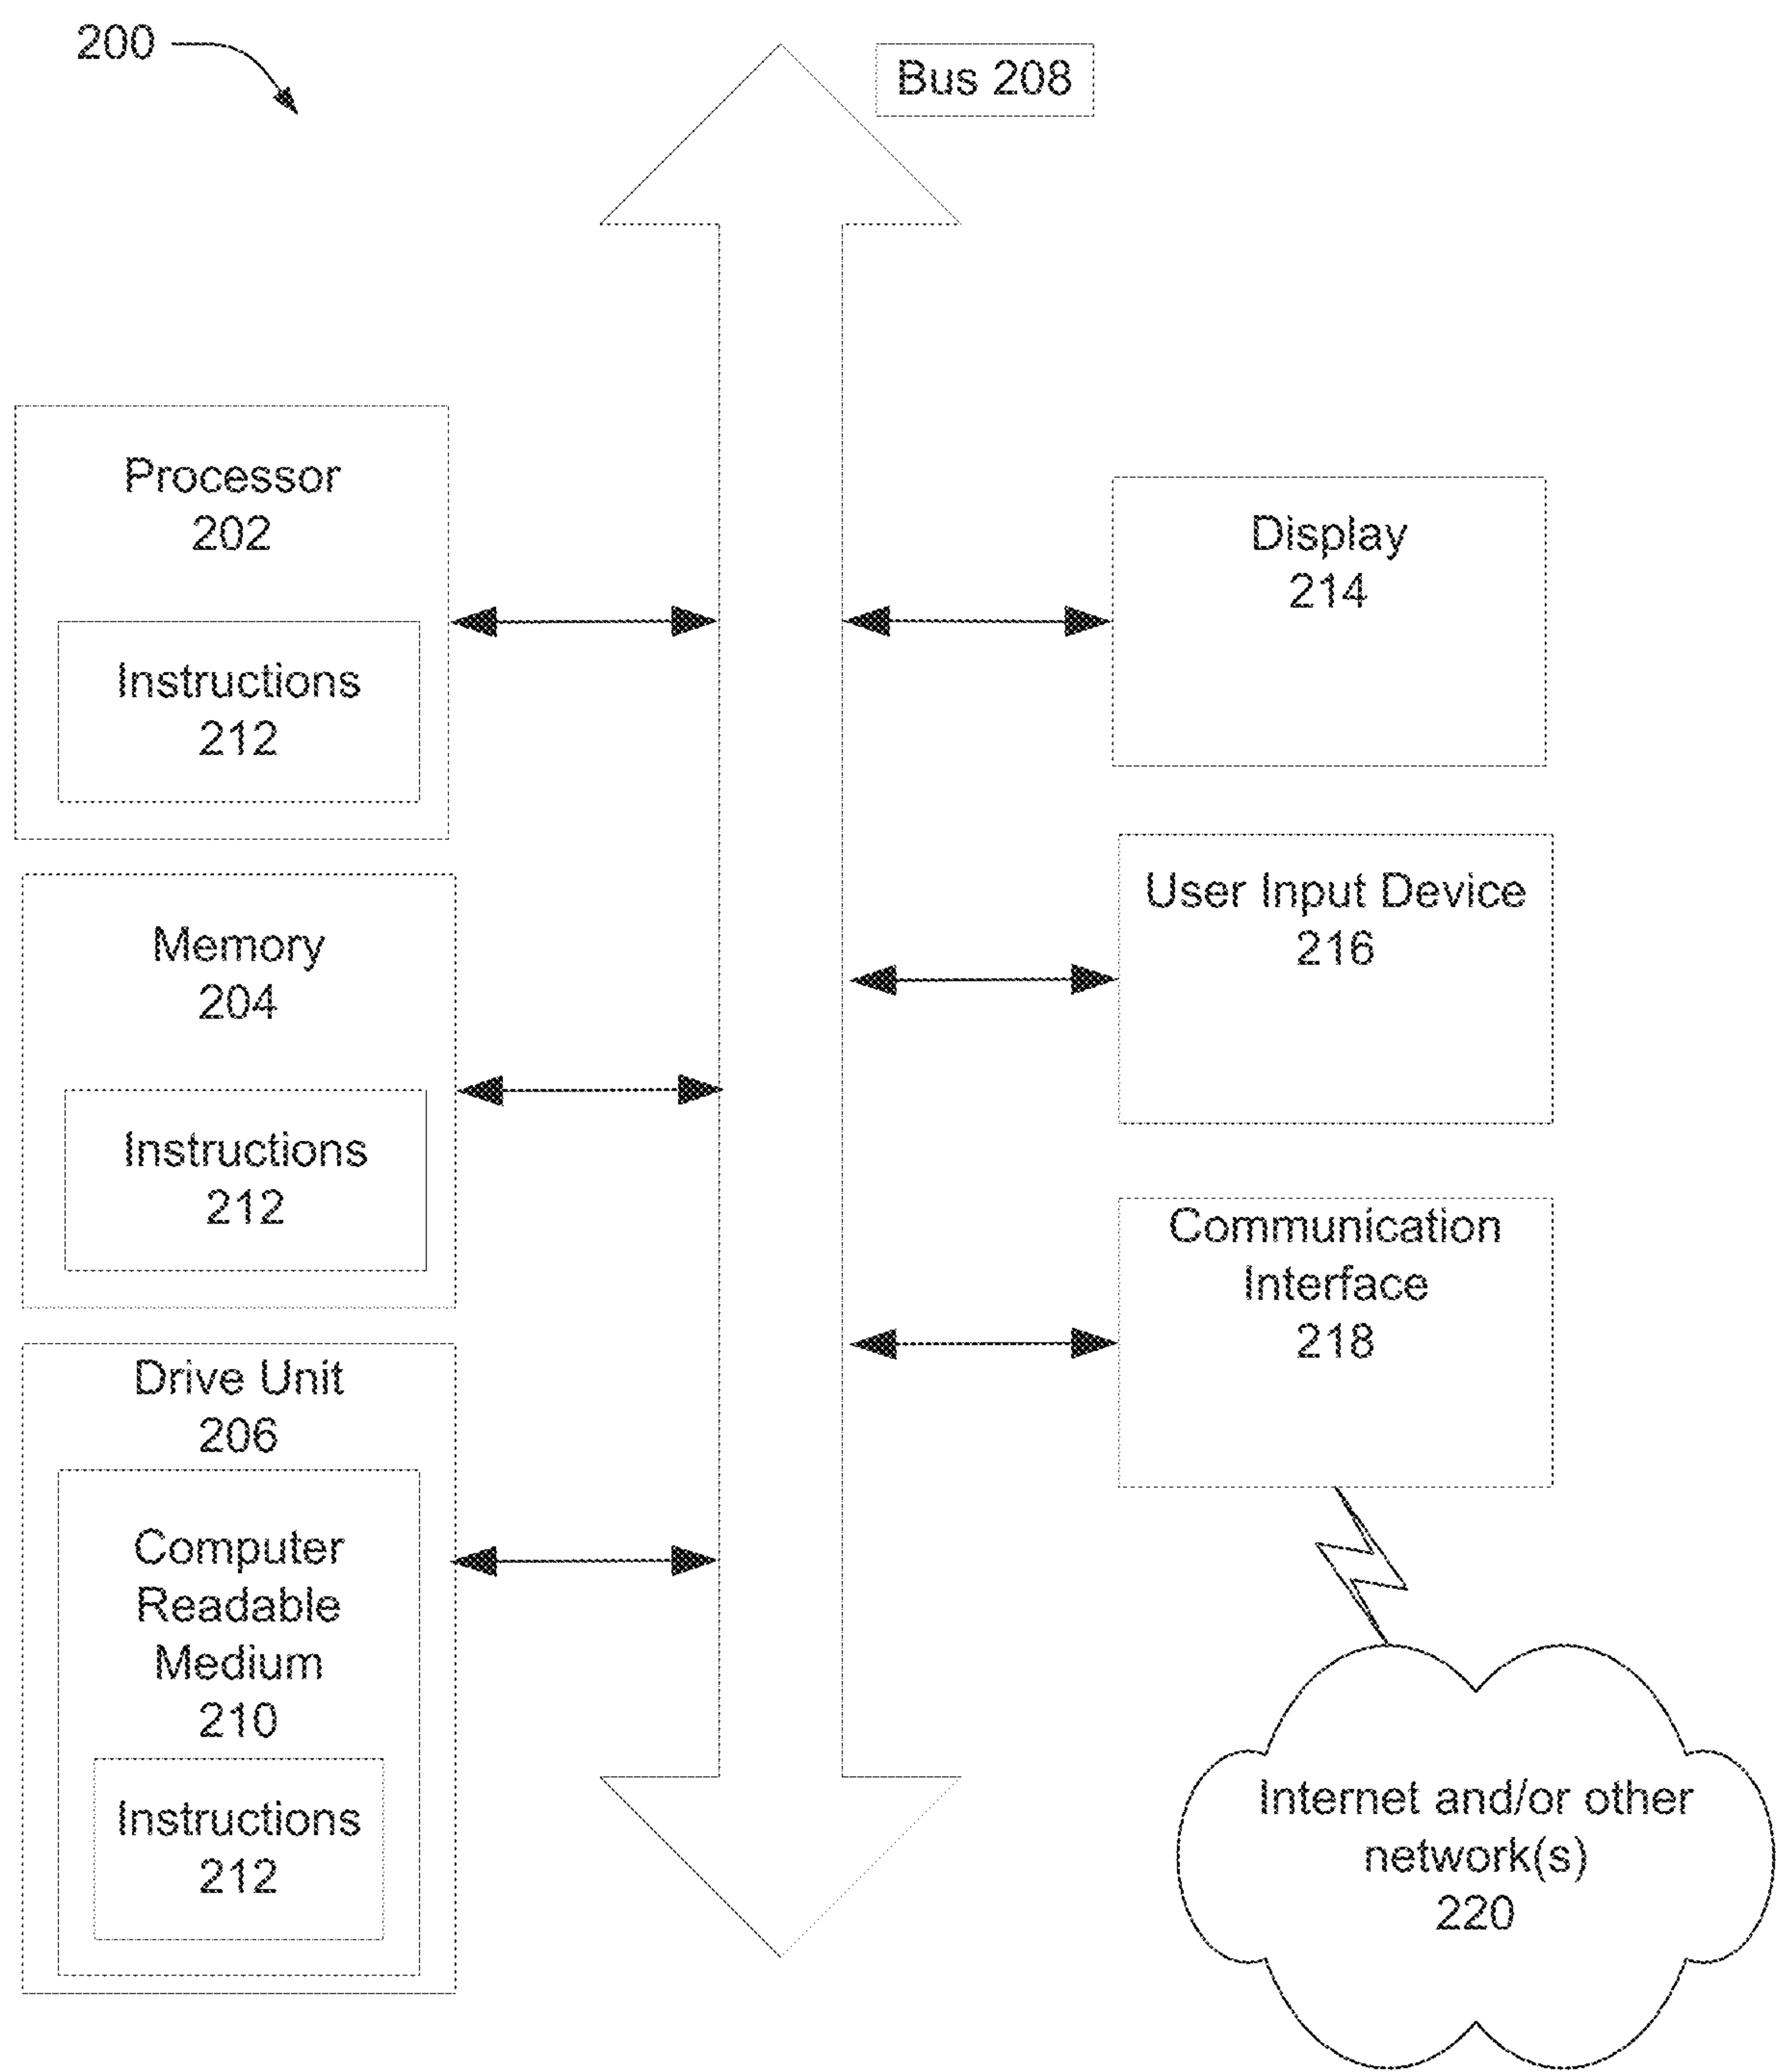 200
Bus 208
Processor
202
Instructions
212
Memory
204
Instructions
212
Drive Unit
206
Computer
Readable
Medium
210
Instructions
212
Display
214
User Input Device
216
Communication
Interface
218
Internet and/or other
network(s)
220